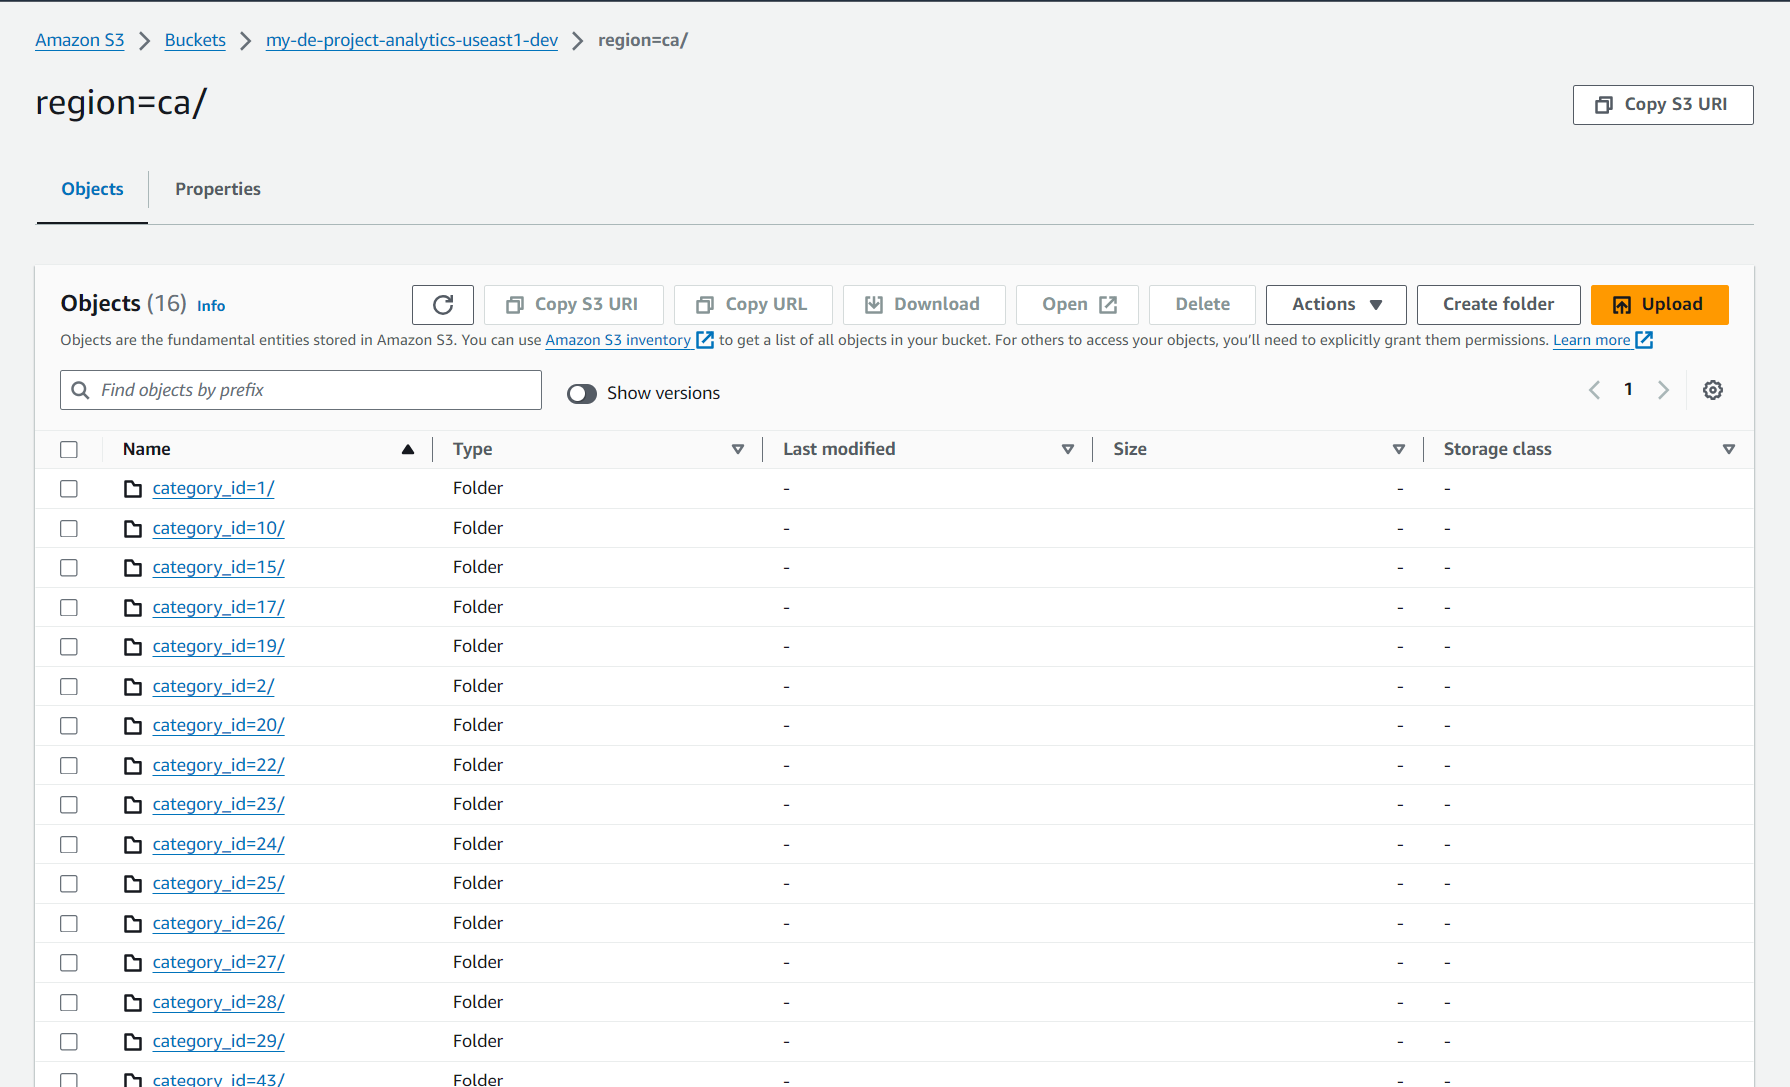 Amazon S3 > Buckets > my-de-project-analytics-useast1-dev > region=ca/
region=ca/
Copy S3 URI
Objects Properties
Objects (16) Info Copy S3 URI Copy URL Download Open Delete Actions Create folder Upload
Objects are the fundamental entities stored in Amazon S3. You can use Amazon S3 inventory to get a list of all objects in your bucket. For others to access your objects, you'll need to explicitly grant them permissions. Learn more
Find objects by prefix Show versions 1
Name Type Last modified Size Storage class
category_id=1/ Folder - - -
category_id=10/ Folder - - -
category_id=15/ Folder - - -
category_id=17/ Folder - - -
category_id=19/ Folder - - -
category_id=2/ Folder - - -
category_id=20/ Folder - - -
category_id=22/ Folder - - -
category_id=23/ Folder - - -
category_id=24/ Folder - - -
category_id=25/ Folder - - -
category_id=26/ Folder - - -
category_id=27/ Folder - - -
category_id=28/ Folder - - -
category_id=29/ Folder - - -
category_id=43/ Folder - - -